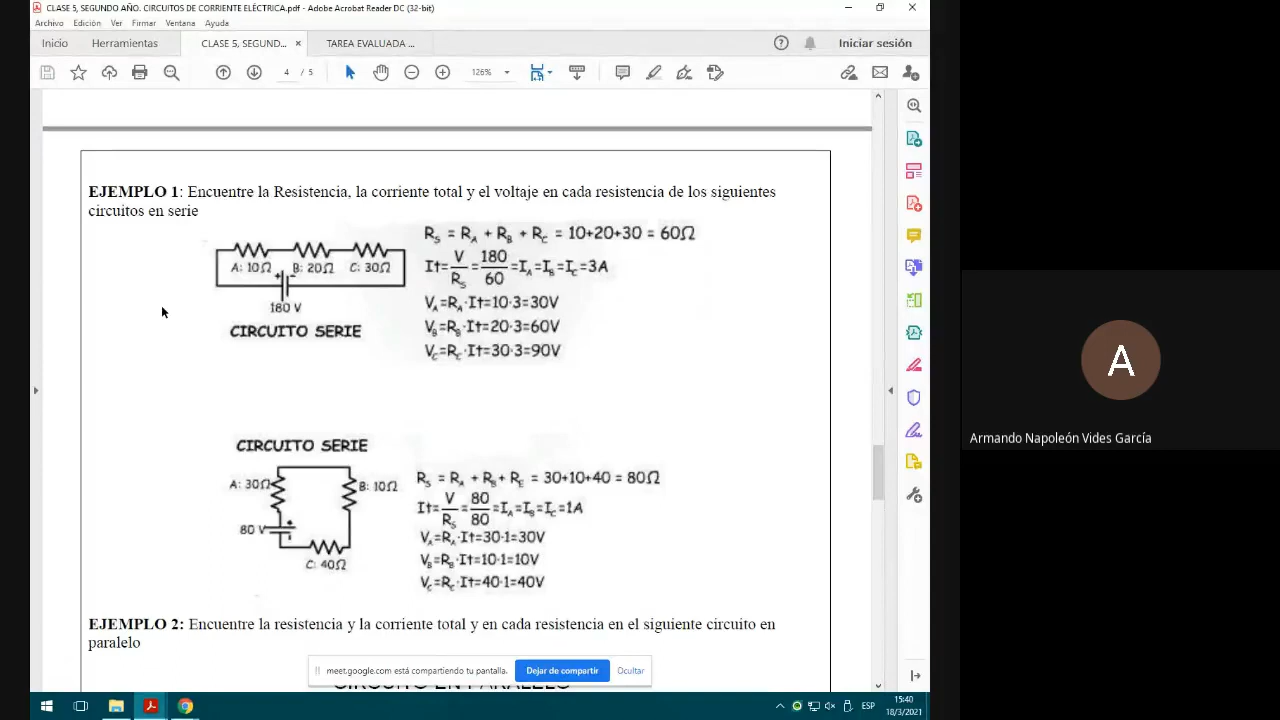 CLASE 5, SEGUNDO AÑO. CIRCUITOS DE CORRIENTE ELÉCTRICA.pdf - Adobe Acrobat Reader DC (32-bit)
Archivo Edición Ver Firmar Ventana Ayuda
Inicio Herramientas CLASE 5, SEGUND... × TAREA EVALUADA ... Iniciar sesión
4 / 5 126%
EJEMPLO 1: Encuentre la Resistencia, la corriente total y el voltaje en cada resistencia de los siguientes
circuitos en serie
A: 10Ω B: 20Ω C: 30Ω
180 V
CIRCUITO SERIE
RS = RA + RB + RC = 10+20+30 = 60Ω
It= V/RS = 180/60 =IA=IB=IC=3A
VA=RA·It=10·3=30V
VB=RB·It=20·3=60V
VC=RC·It=30·3=90V
CIRCUITO SERIE
A: 30Ω B: 10Ω
80 V
C: 40Ω
RS = RA + RB + RE = 30+10+40 = 80Ω
It= V/RS = 80/80 =IA=IB=IC=1A
VA=RA·It=30·1=30V
VB=RB·It=10·1=10V
VC=RC·It=40·1=40V
EJEMPLO 2: Encuentre la resistencia y la corriente total y en cada resistencia en el siguiente circuito en
paralelo
CIRCUITO EN PARALELO
meet.google.com está compartiendo tu pantalla. Dejar de compartir Ocultar
ESP
15:40
18/3/2021
A
Armando Napoleón Vides García